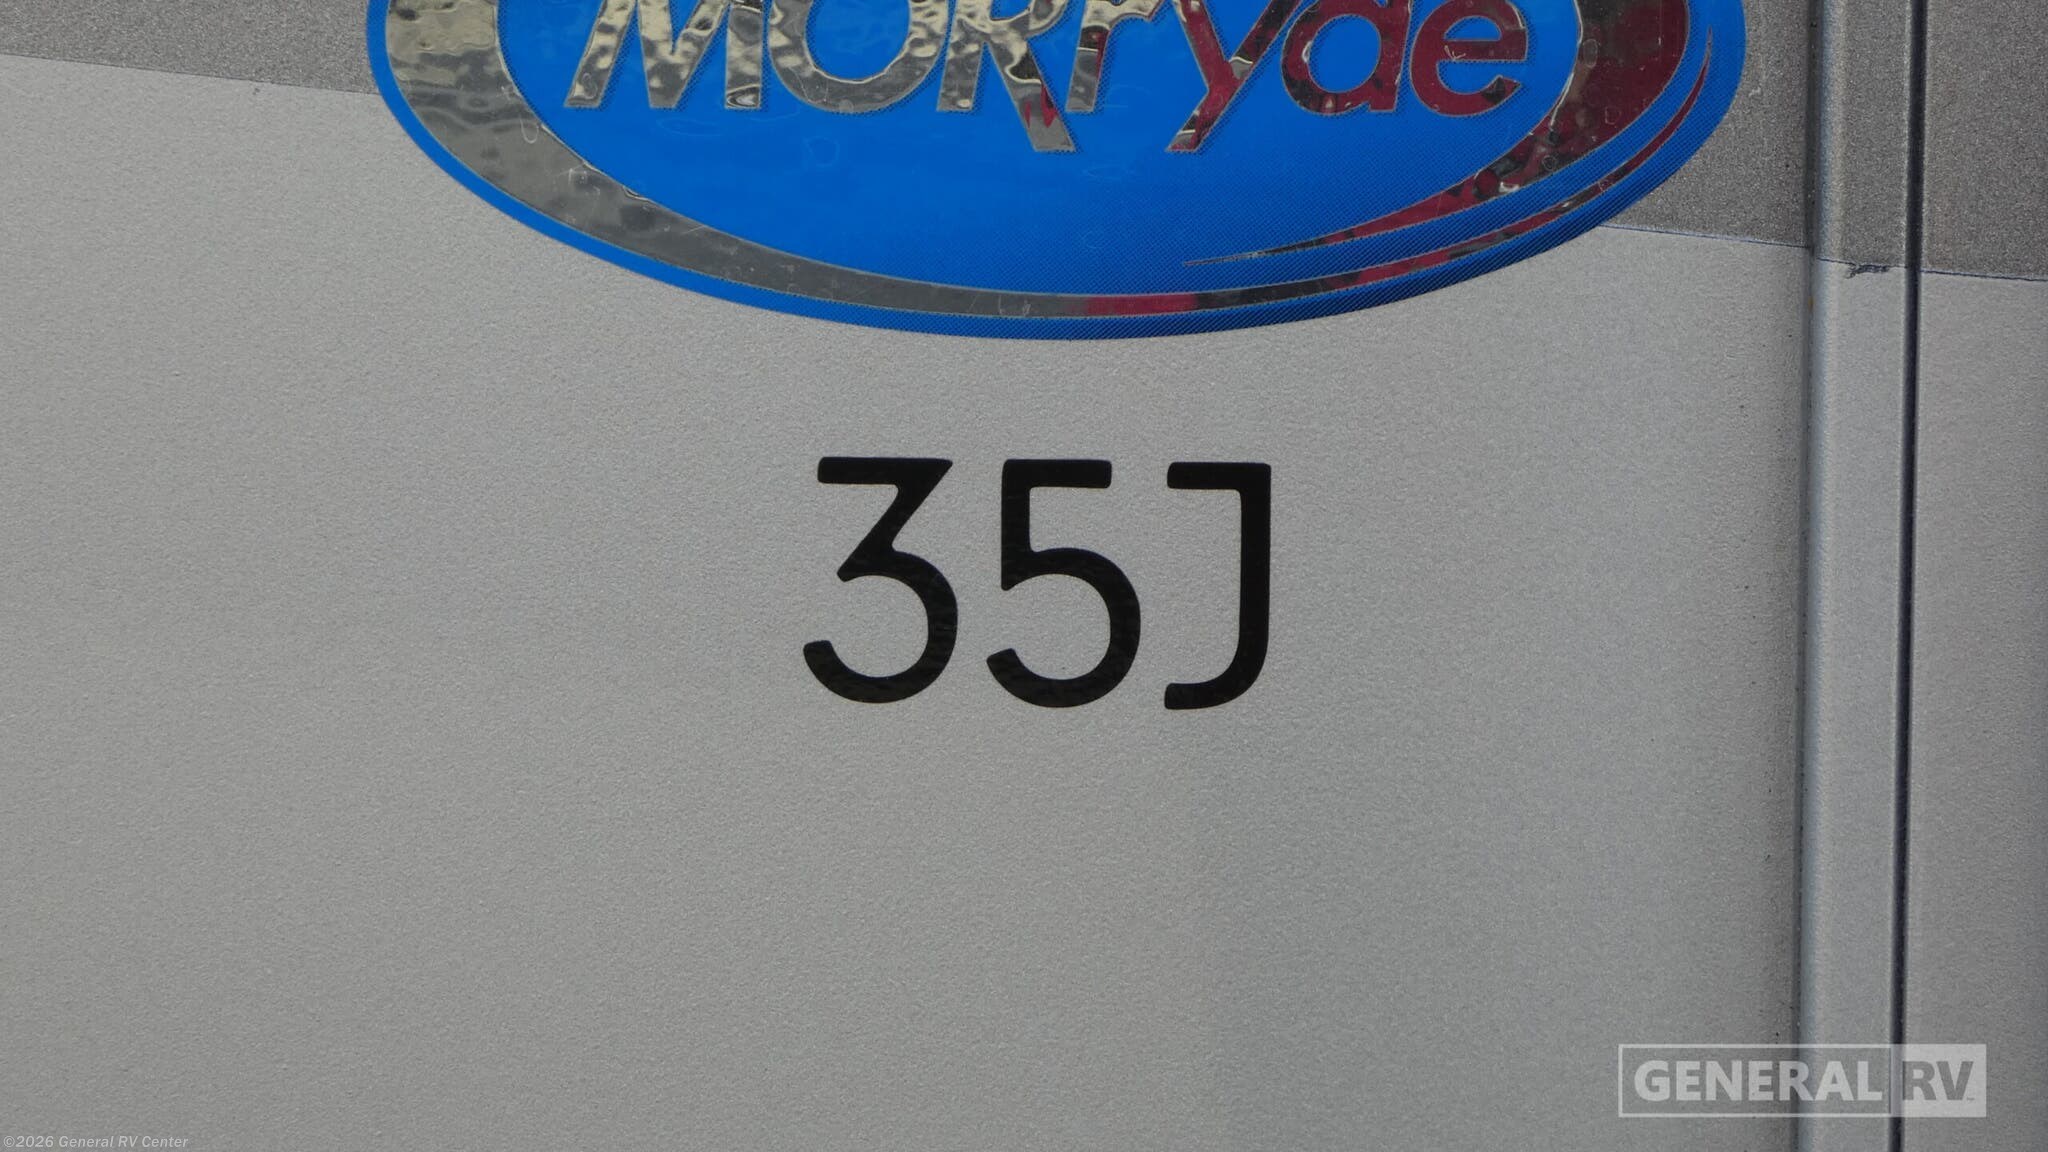 MORryde
35J
GENERAL RV
©2026 General RV Center